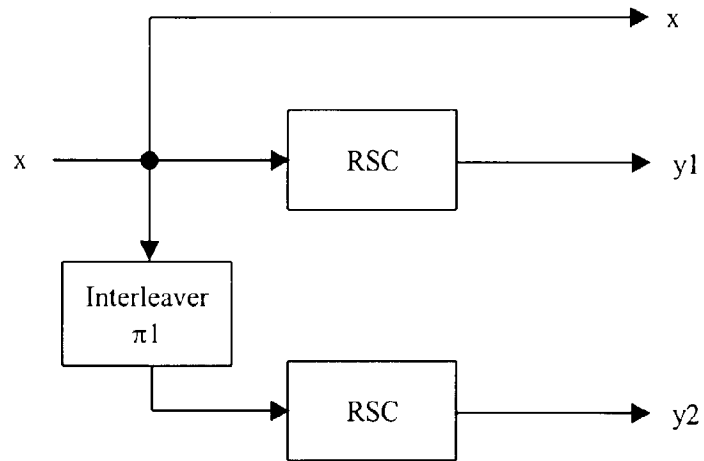 x
x
RSC
y1
Interleaver
π1
RSC
y2